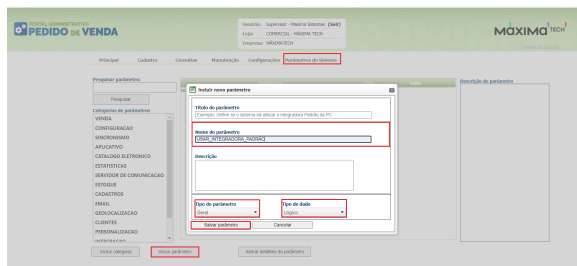 PORTAL ADMINISTRATIVO
PEDIDO DE VENDA
Usuário: Supervisor - Máxima Sistemas (Sair)
Loja: COMERCIAL - MÁXIMA TECH
Empresa: MÁXIMATECH
MÁXIMA TECH
Principal Cadastro Consultas Manutenção Configurações Parâmetros do Sistema
Pesquisar parâmetro:
Pesquisar
Categorias de parâmetros
VENDA
CONFIGURACAO
SINCRONISMO
APLICATIVO
CATALOGO ELETRONICO
ESTATISTICAS
SERVIDOR DE COMUNICACAO
ESTOQUE
CADASTROS
EMAIL
GEOLOCALIZACAO
CLIENTES
PERSONALIZACAO
INTEGRACAO
Incluir categoria
Incluir parâmetro
Alterar detalhes do parâmetro
Descrição do parâmetro
Incluir novo parâmetro
Título do parâmetro
Exemplo: Define se o sistema irá utilizar a Integradora Padrão da PC
Nome do parâmetro
USAR_INTEGRADORA_PADRAO
Descrição
Tipo do parâmetro
Geral
Tipo de dado
Lógico
Salvar parâmetro
Cancelar